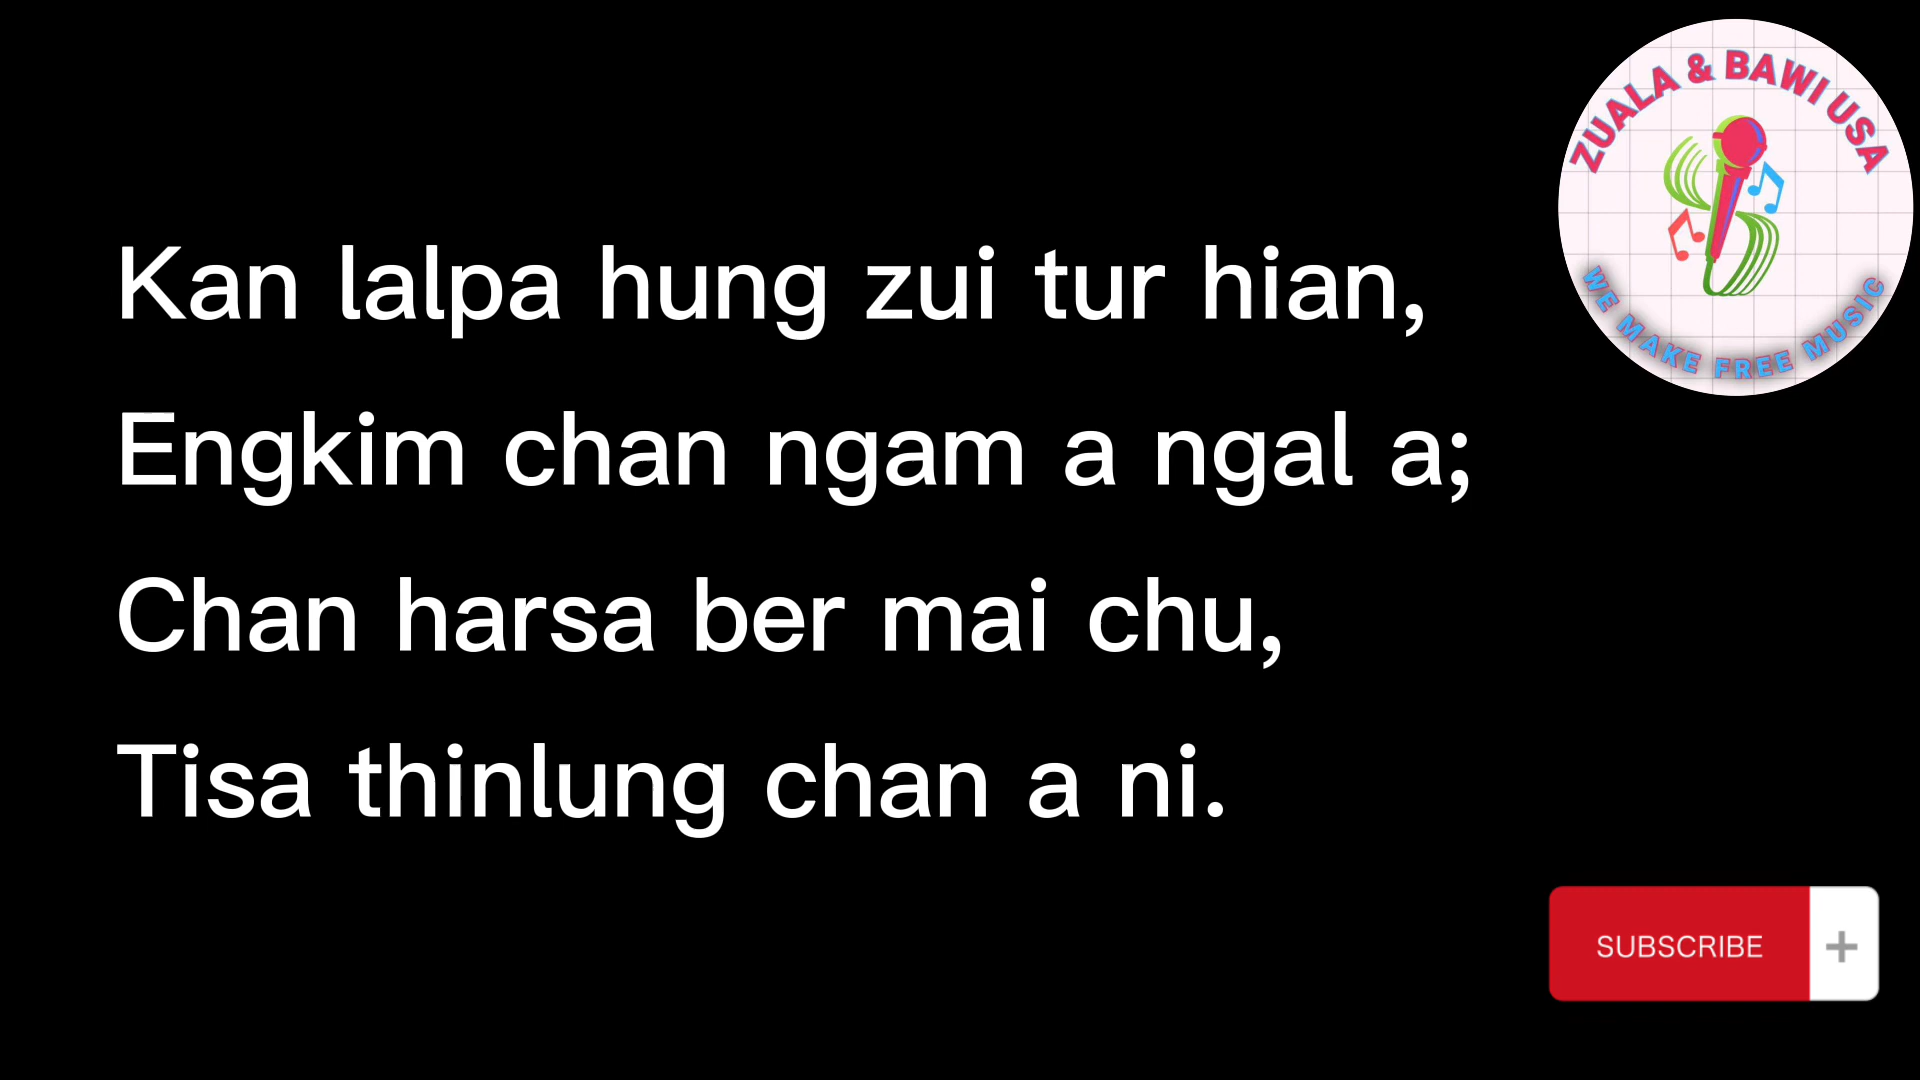 ZUALA & BAWI USA
WE MAKE FREE MUSIC
Kan lalpa hung zui tur hian,
Engkim chan ngam a ngal a;
Chan harsa ber mai chu,
Tisa thinlung chan a ni.
SUBSCRIBE +